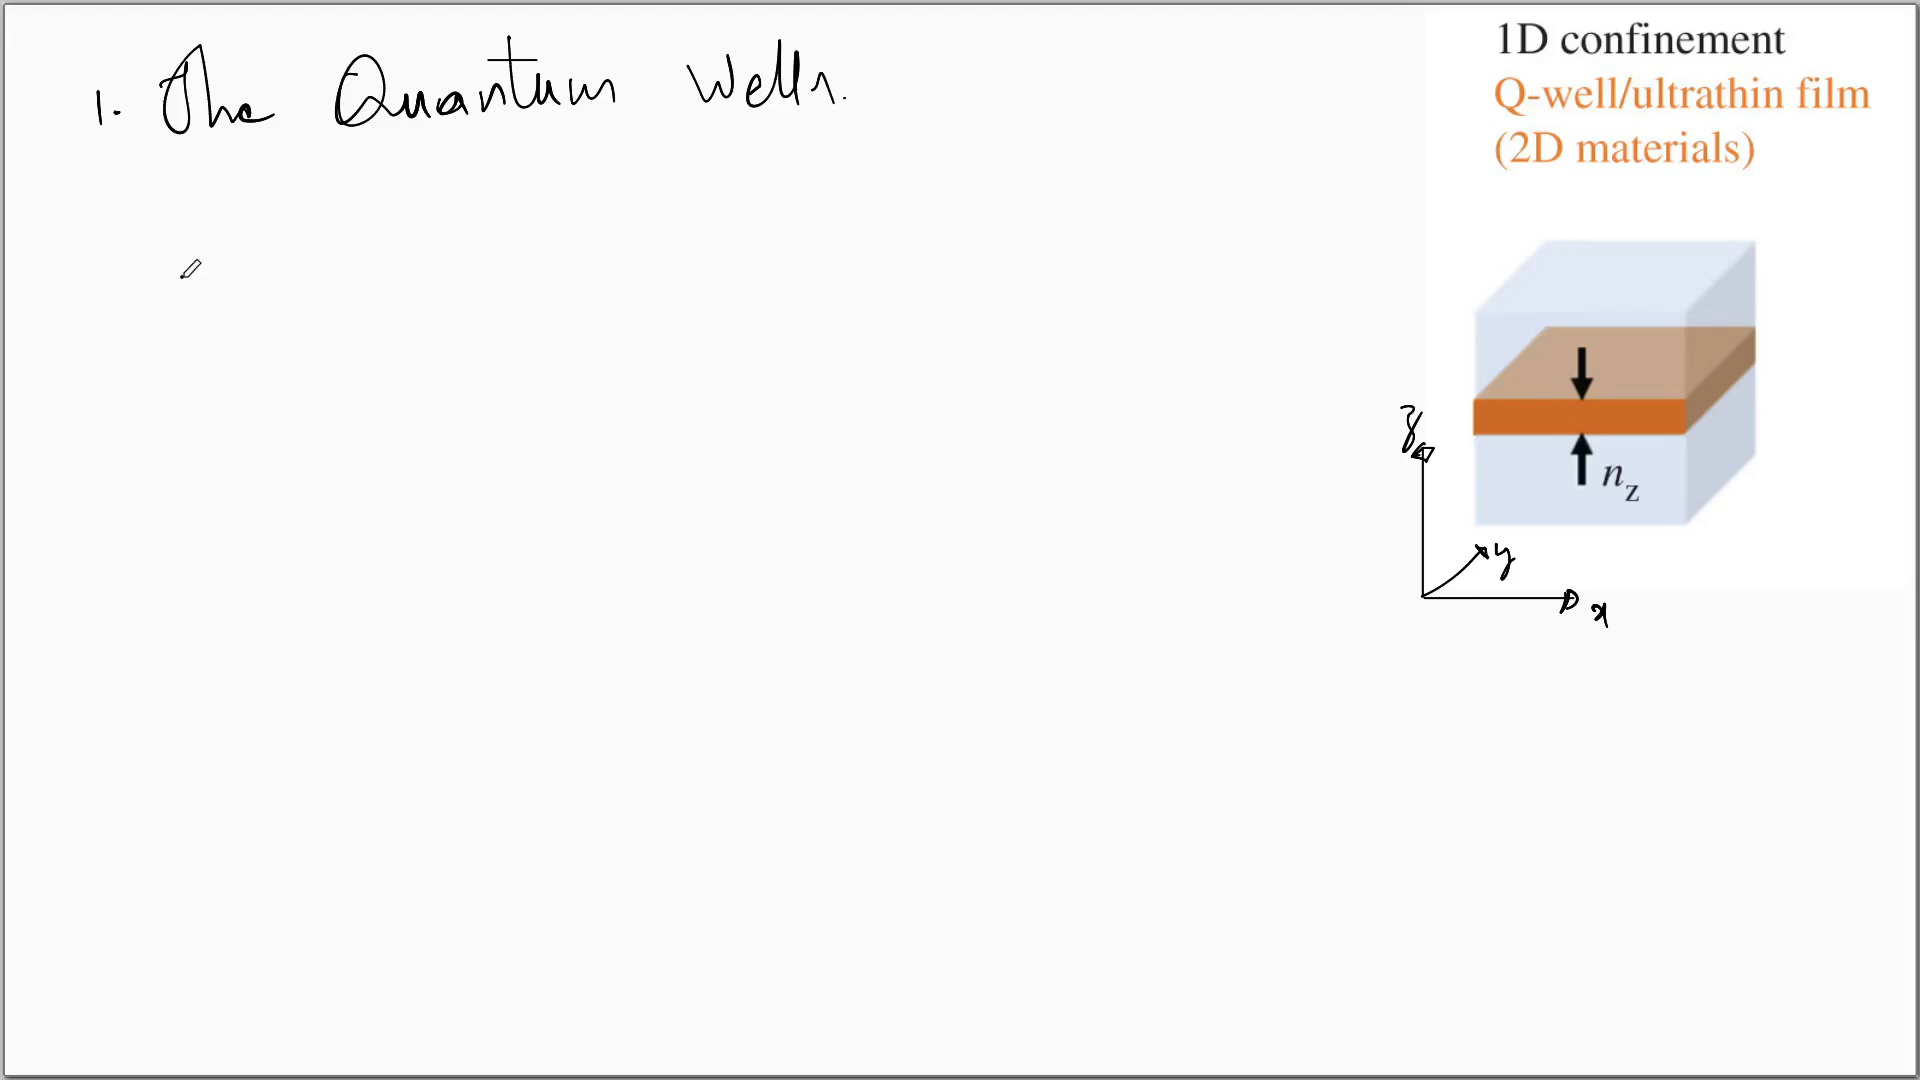 1. The Quantum Wells.
1D confinement
Q-well/ultrathin film
(2D materials)
z
n_z
y
x